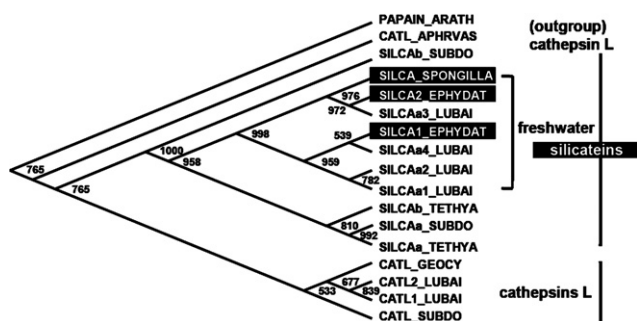 PAPAIN_ARATH
(outgroup)
CATL_APHRVAS
cathepsin L
SILCAb_SUBDO
SILCA_SPONGILLA
976
SILCA2_EPHYDAT
972
SILCAa3_LUBAI
998
539
SILCA1_EPHYDAT
freshwater
1000
SILCAa4_LUBAI
silicateins
958
959
765
SILCAa2_LUBAI
782
765
SILCAa1_LUBAI
SILCAb_TETHYA
810
SILCAa_SUBDO
992
SILCAa_TETHYA
CATL_GEOCY
677
CATL2_LUBAI
533
839
CATL1_LUBAI
cathepsins L
CATL_SUBDO